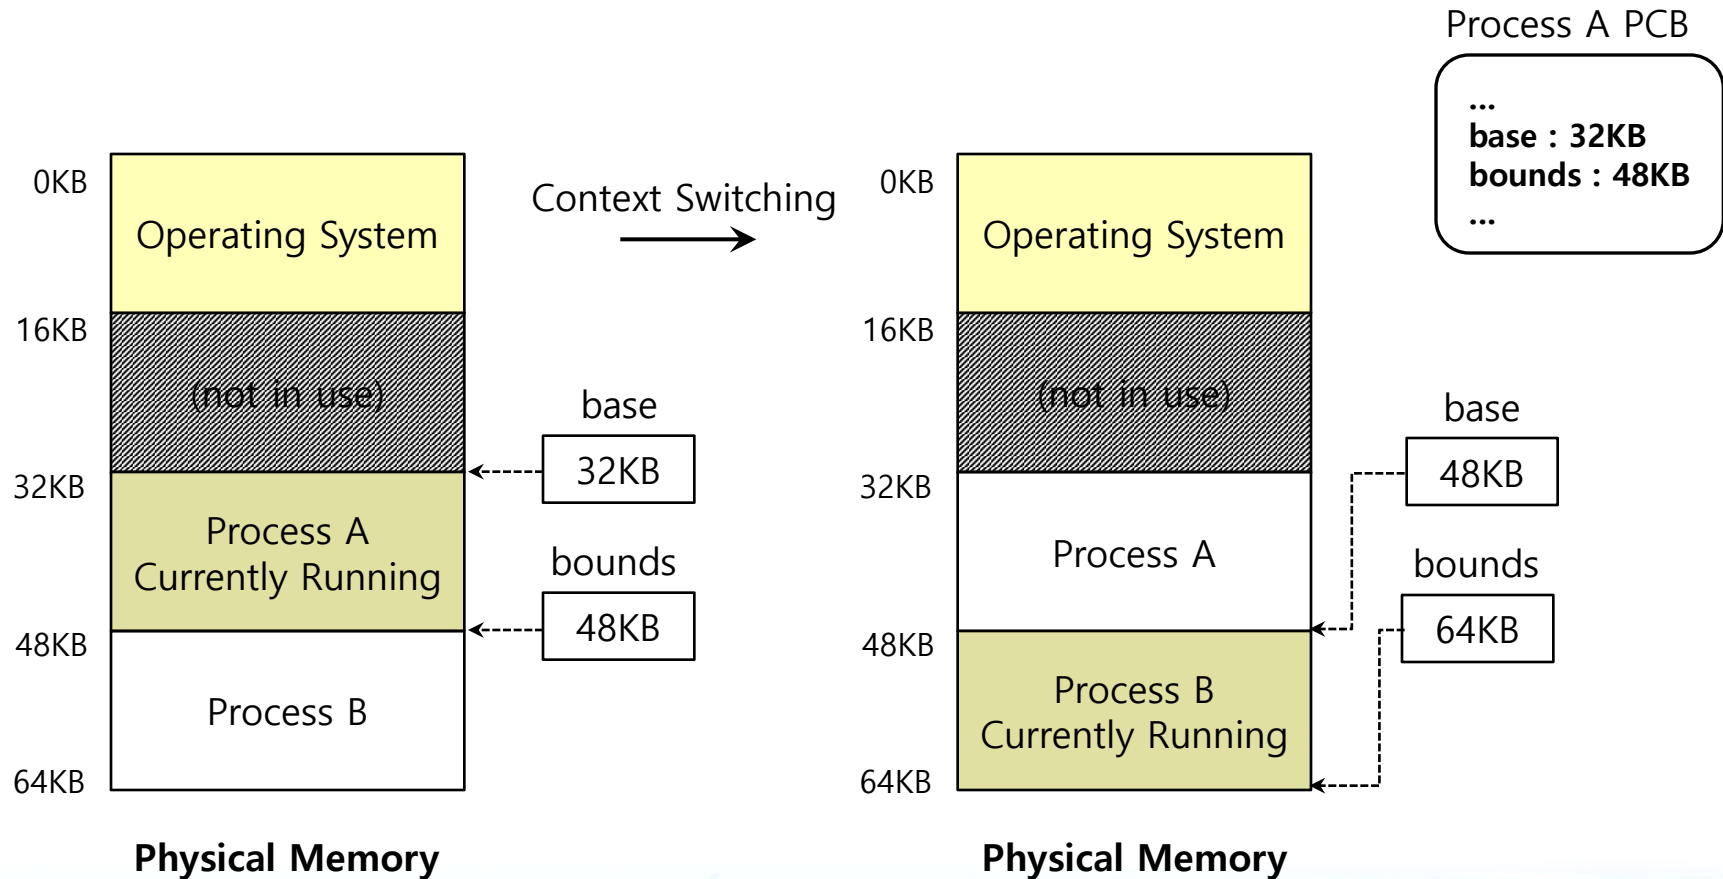 Process A PCB
...
base : 32KB
bounds : 48KB
...
Context Switching
0KB
Operating System
16KB
(not in use)
base
32KB
32KB
Process A
Currently Running
bounds
48KB
48KB
Process B
64KB
Physical Memory
0KB
Operating System
16KB
(not in use)
base
48KB
32KB
Process A
bounds
64KB
48KB
Process B
Currently Running
64KB
Physical Memory